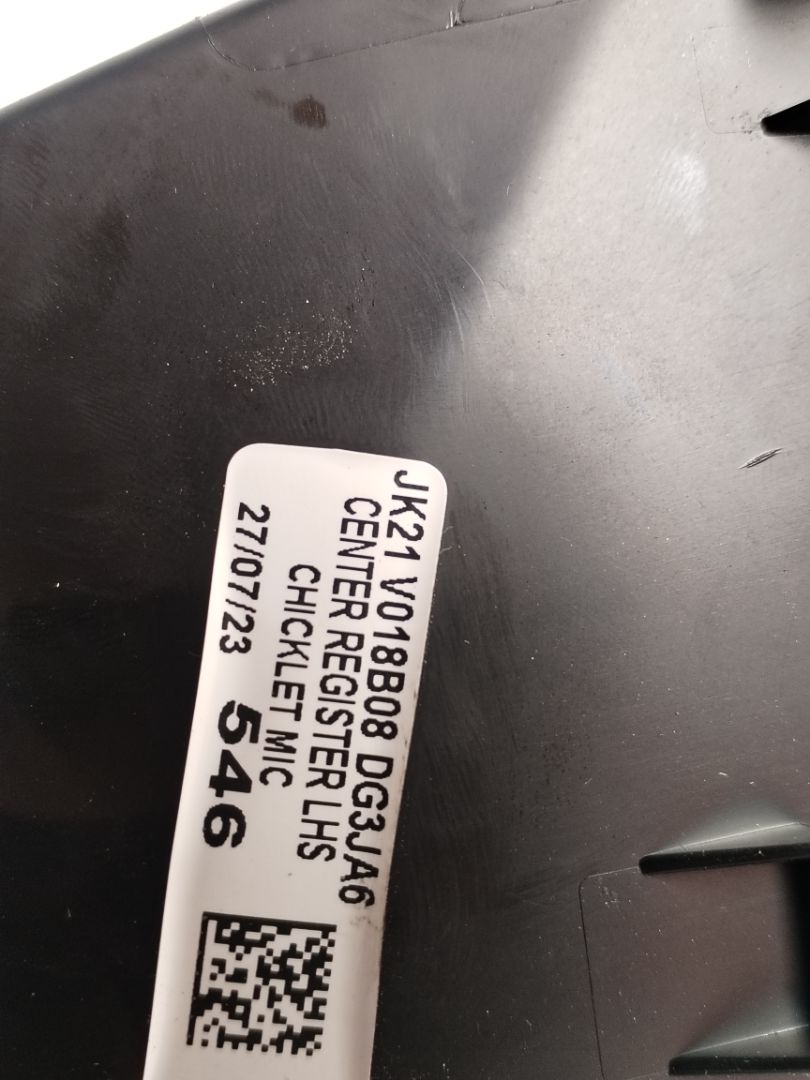 JK21 V018B08 DG3JA6
CENTER REGISTER LHS
CHICKLET MIC
27/07/23 546